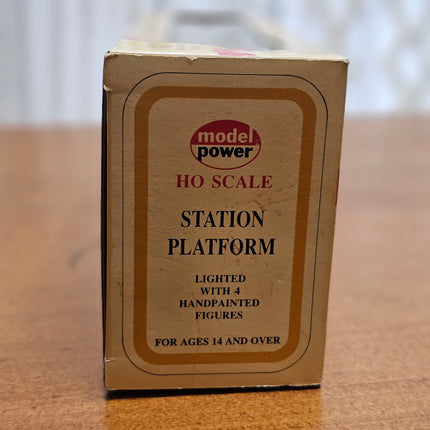 model
power
HO SCALE
STATION
PLATFORM
LIGHTED
WITH 4
HANDPAINTED
FIGURES
FOR AGES 14 AND OVER